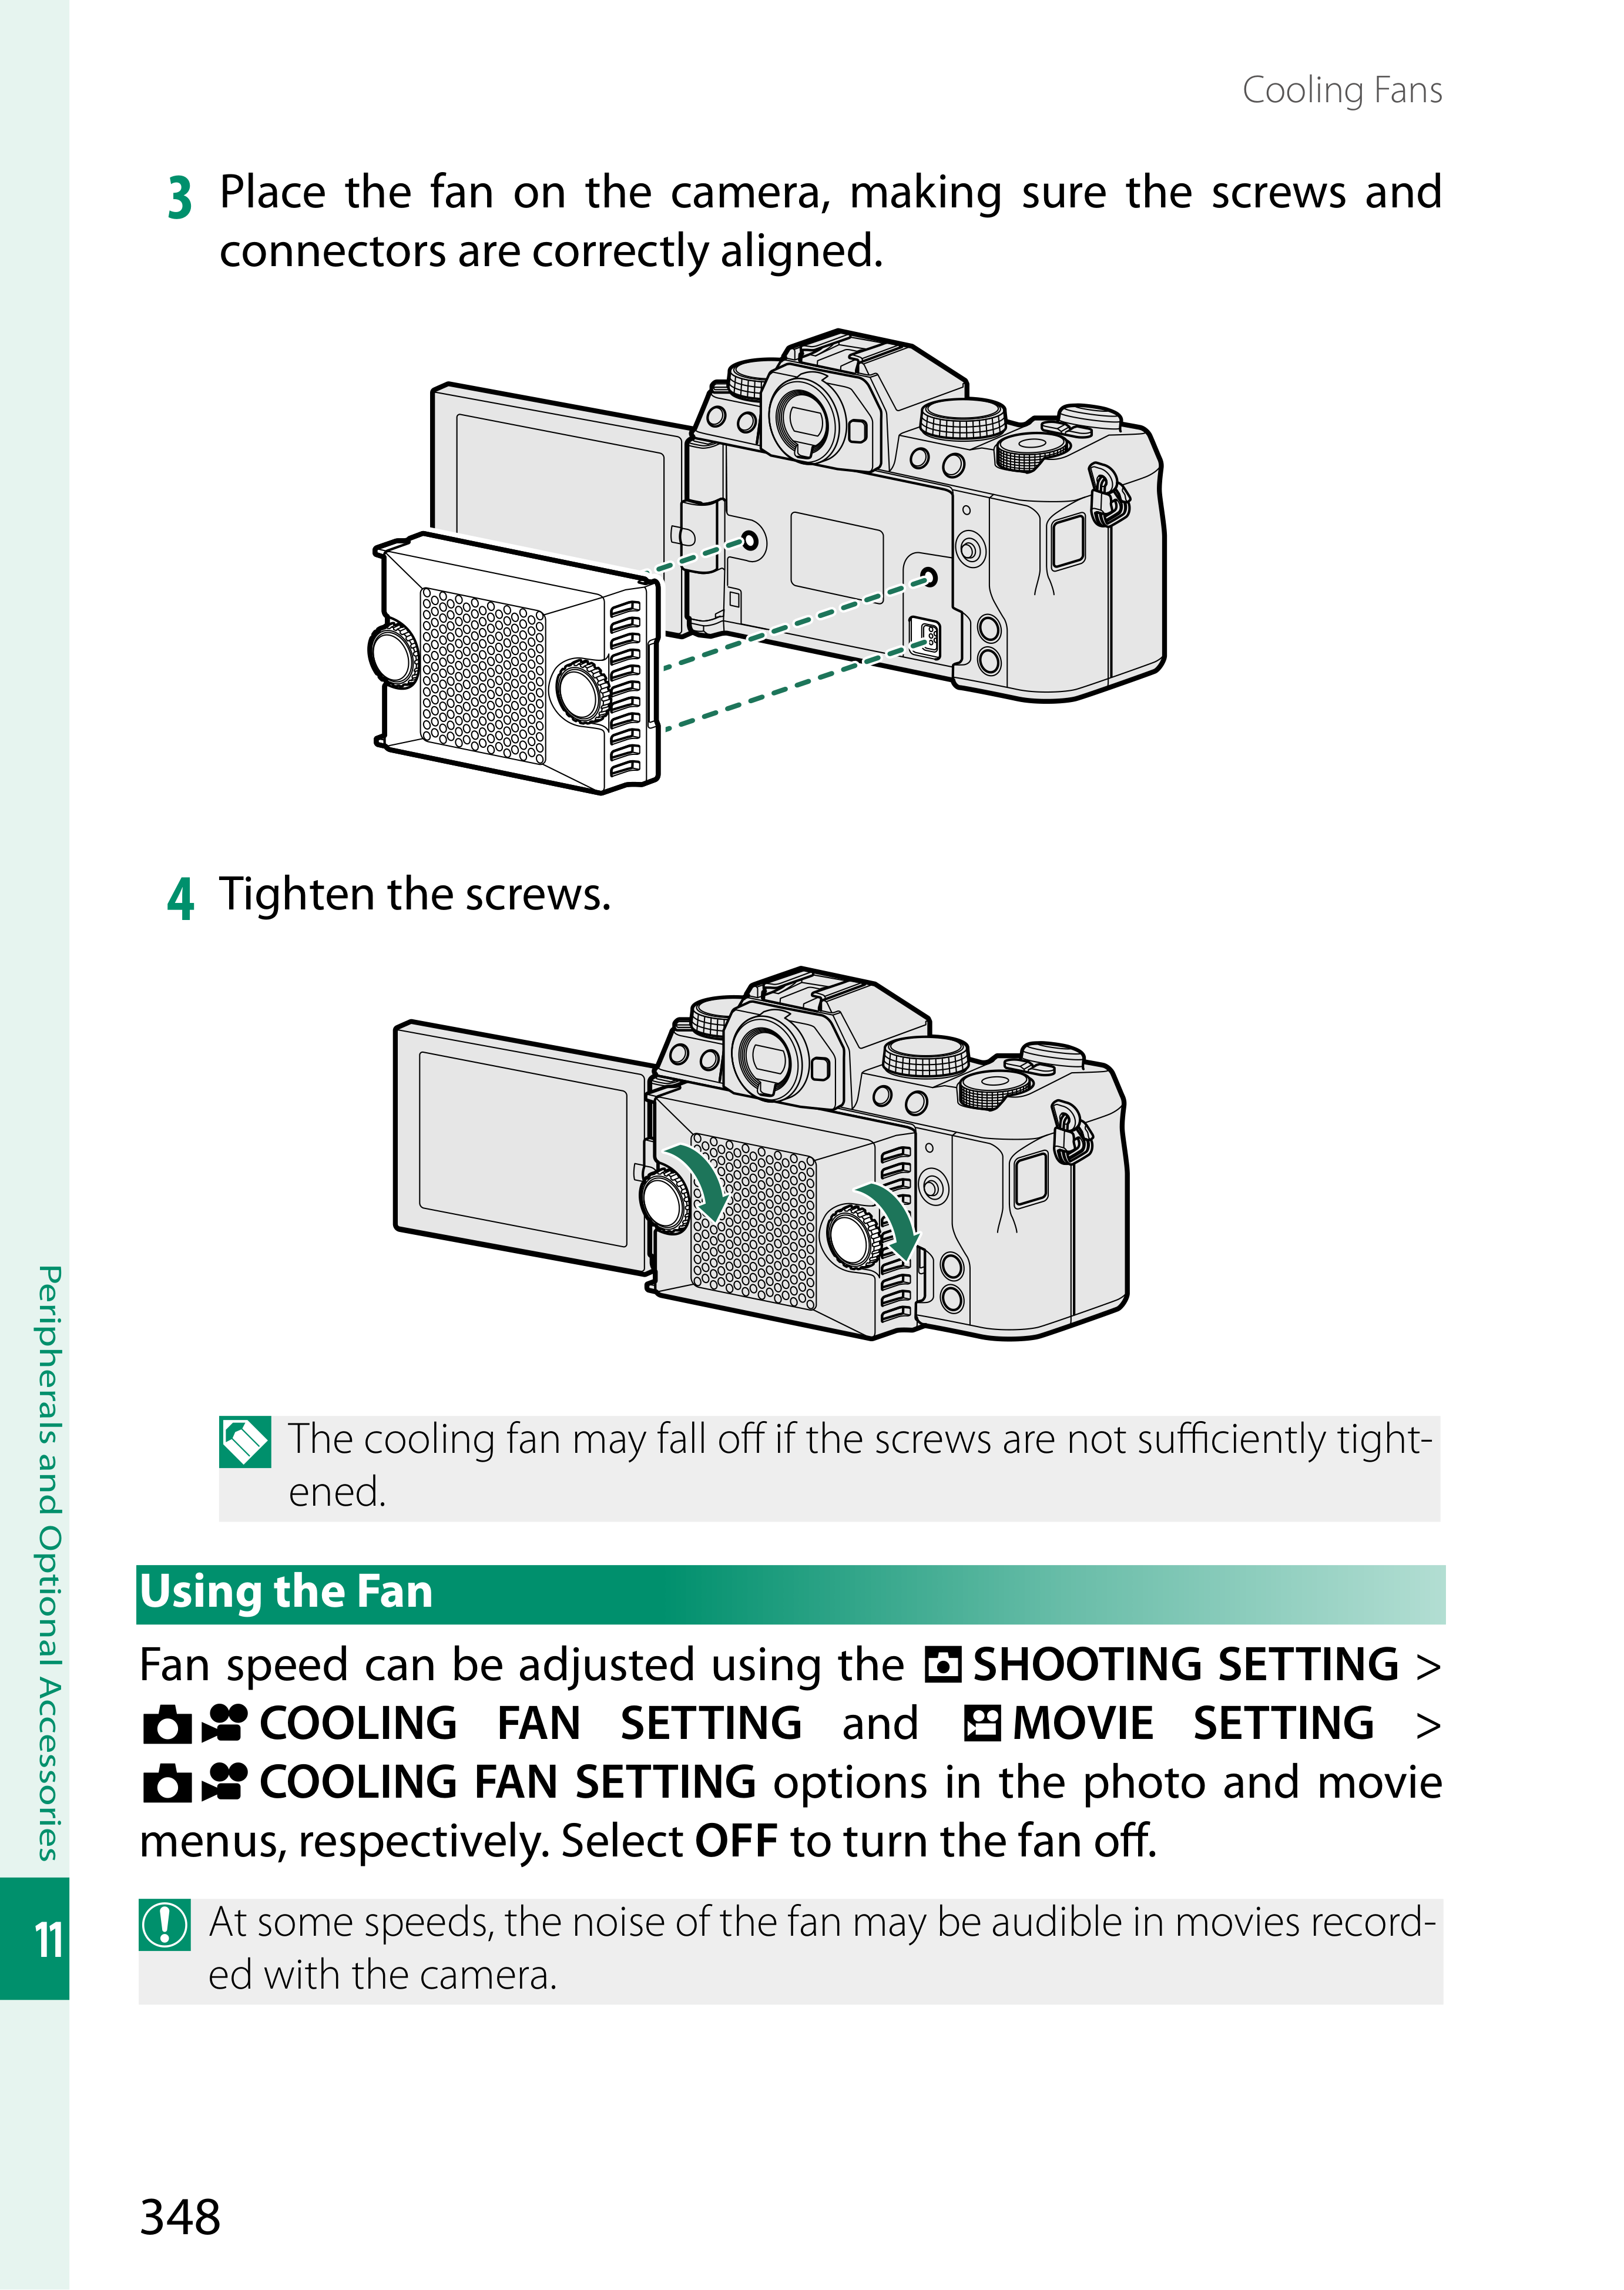 Cooling Fans
3 Place the fan on the camera, making sure the screws and
connectors are correctly aligned.
4 Tighten the screws.
The cooling fan may fall off if the screws are not sufficiently tight-
ened.
Using the Fan
Fan speed can be adjusted using the SHOOTING SETTING >
COOLING FAN SETTING and MOVIE SETTING >
COOLING FAN SETTING options in the photo and movie
menus, respectively. Select OFF to turn the fan off.
At some speeds, the noise of the fan may be audible in movies record-
ed with the camera.
Peripherals and Optional Accessories
11
348